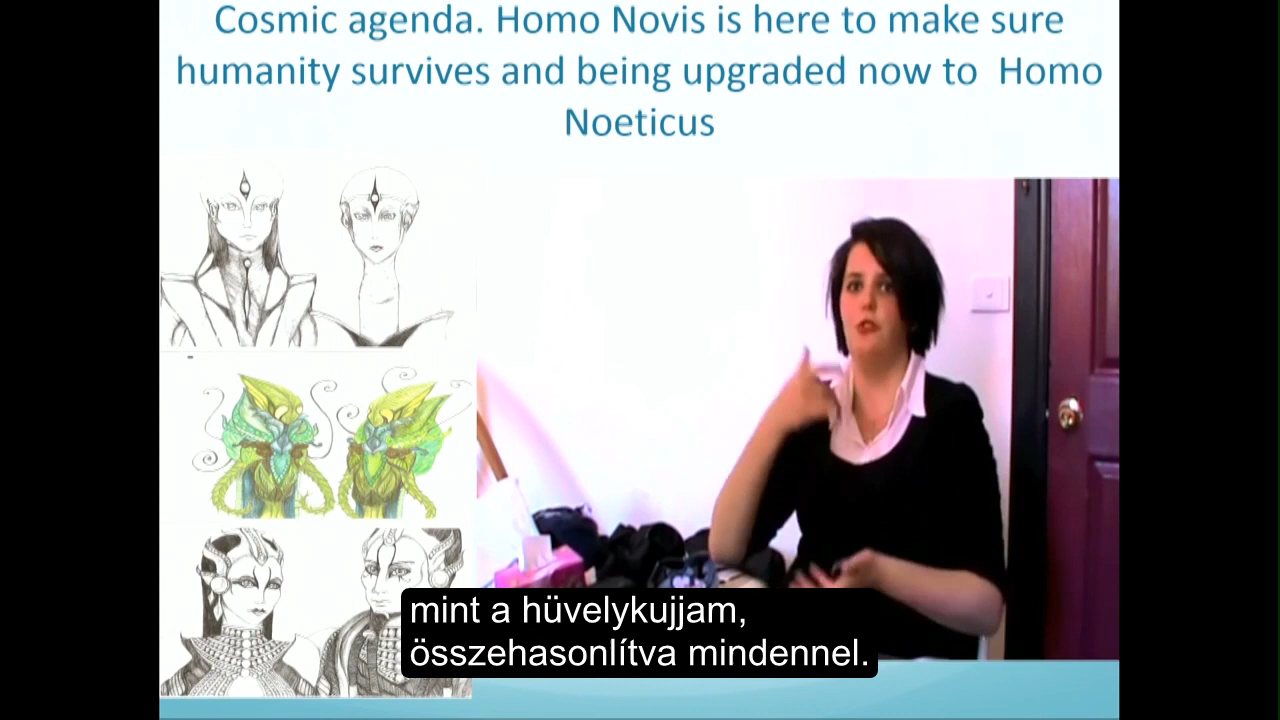 Cosmic agenda. Homo Novis is here to make sure
humanity survives and being upgraded now to Homo
Noeticus
mint a hüvelykujjam,
összehasonlítva mindennel.